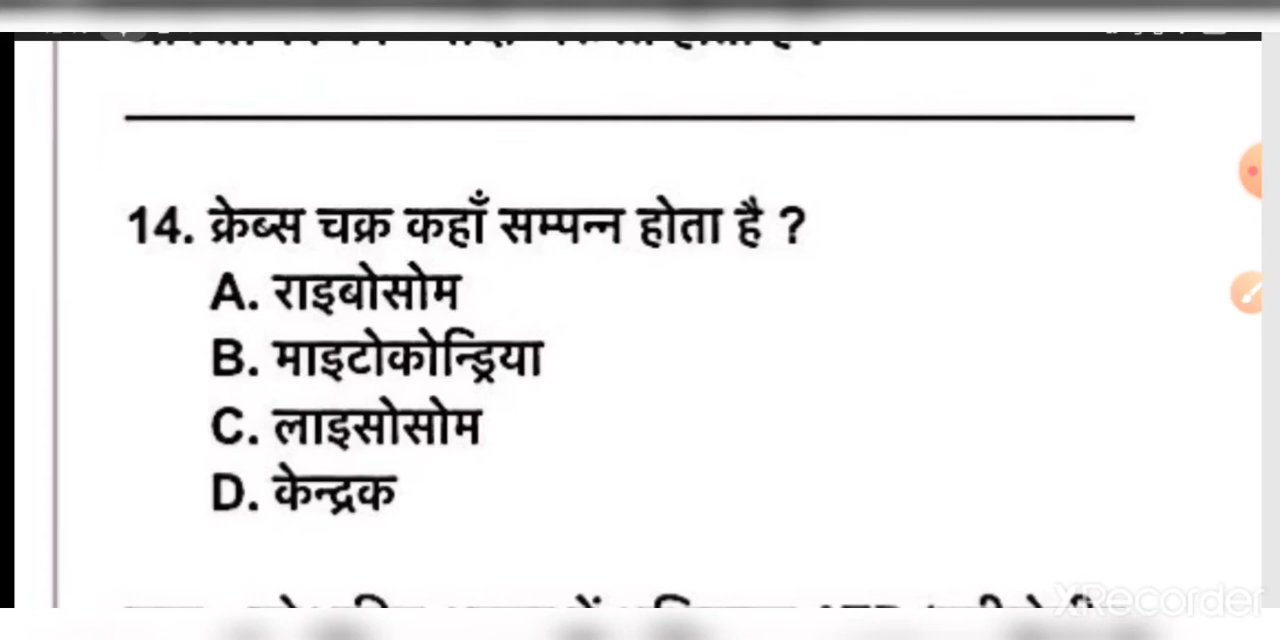 14. क्रेब्स चक्र कहाँ सम्पन्न होता है ?
A. राइबोसोम
B. माइटोकोन्ड्रिया
C. लाइसोसोम
D. केन्द्रक
XRecorder